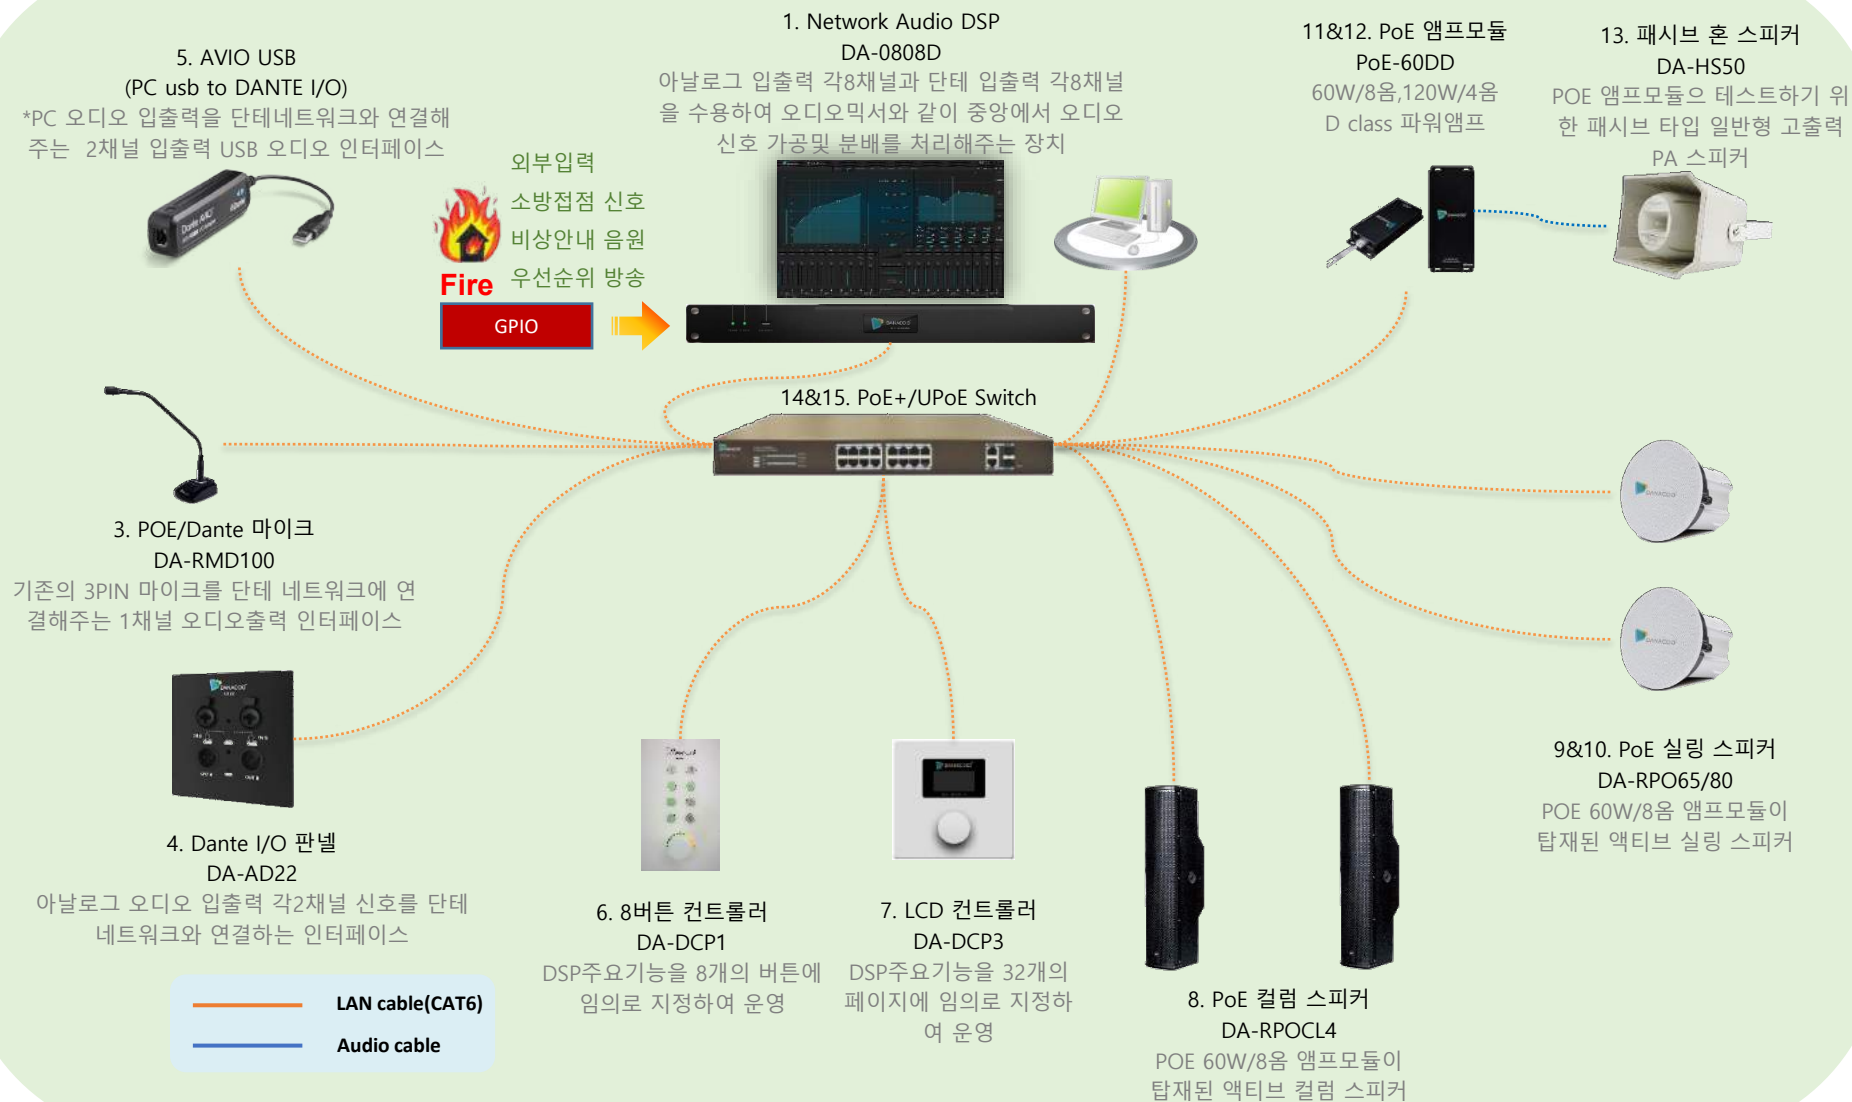 1. Network Audio DSP
DA-0808D
아날로그 입출력 각8채널과 단테 입출력 각8채널
을 수용하여 오디오믹서와 같이 중앙에서 오디오
신호 가공및 분배를 처리해주는 장치
5. AVIO USB
(PC usb to DANTE I/O)
*PC 오디오 입출력을 단테네트워크와 연결해
주는 2채널 입출력 USB 오디오 인터페이스
11&12. PoE 앰프모듈
PoE-60DD
60W/8옴,120W/4옴
D class 파워앰프
13. 패시브 혼 스피커
DA-HS50
POE 앰프모듈으 테스트하기 위
한 패시브 타입 일반형 고출력
PA 스피커
외부입력
소방접점 신호
비상안내 음원
우선순위 방송
Fire
GPIO
Dante AVIO
DANACOO
14&15. PoE+/UPoE Switch
3. POE/Dante 마이크
DA-RMD100
기존의 3PIN 마이크를 단테 네트워크에 연
결해주는 1채널 오디오출력 인터페이스
4. Dante I/O 판넬
DA-AD22
아날로그 오디오 입출력 각2채널 신호를 단테
네트워크와 연결하는 인터페이스
6. 8버튼 컨트롤러
DA-DCP1
DSP주요기능을 8개의 버튼에
임의로 지정하여 운영
7. LCD 컨트롤러
DA-DCP3
DSP주요기능을 32개의
페이지에 임의로 지정하
여 운영
8. PoE 컬럼 스피커
DA-RPOCL4
POE 60W/8옴 앰프모듈이
탑재된 액티브 컬럼 스피커
9&10. PoE 실링 스피커
DA-RPO65/80
POE 60W/8옴 앰프모듈이
탑재된 액티브 실링 스피커
LAN cable(CAT6)
Audio cable